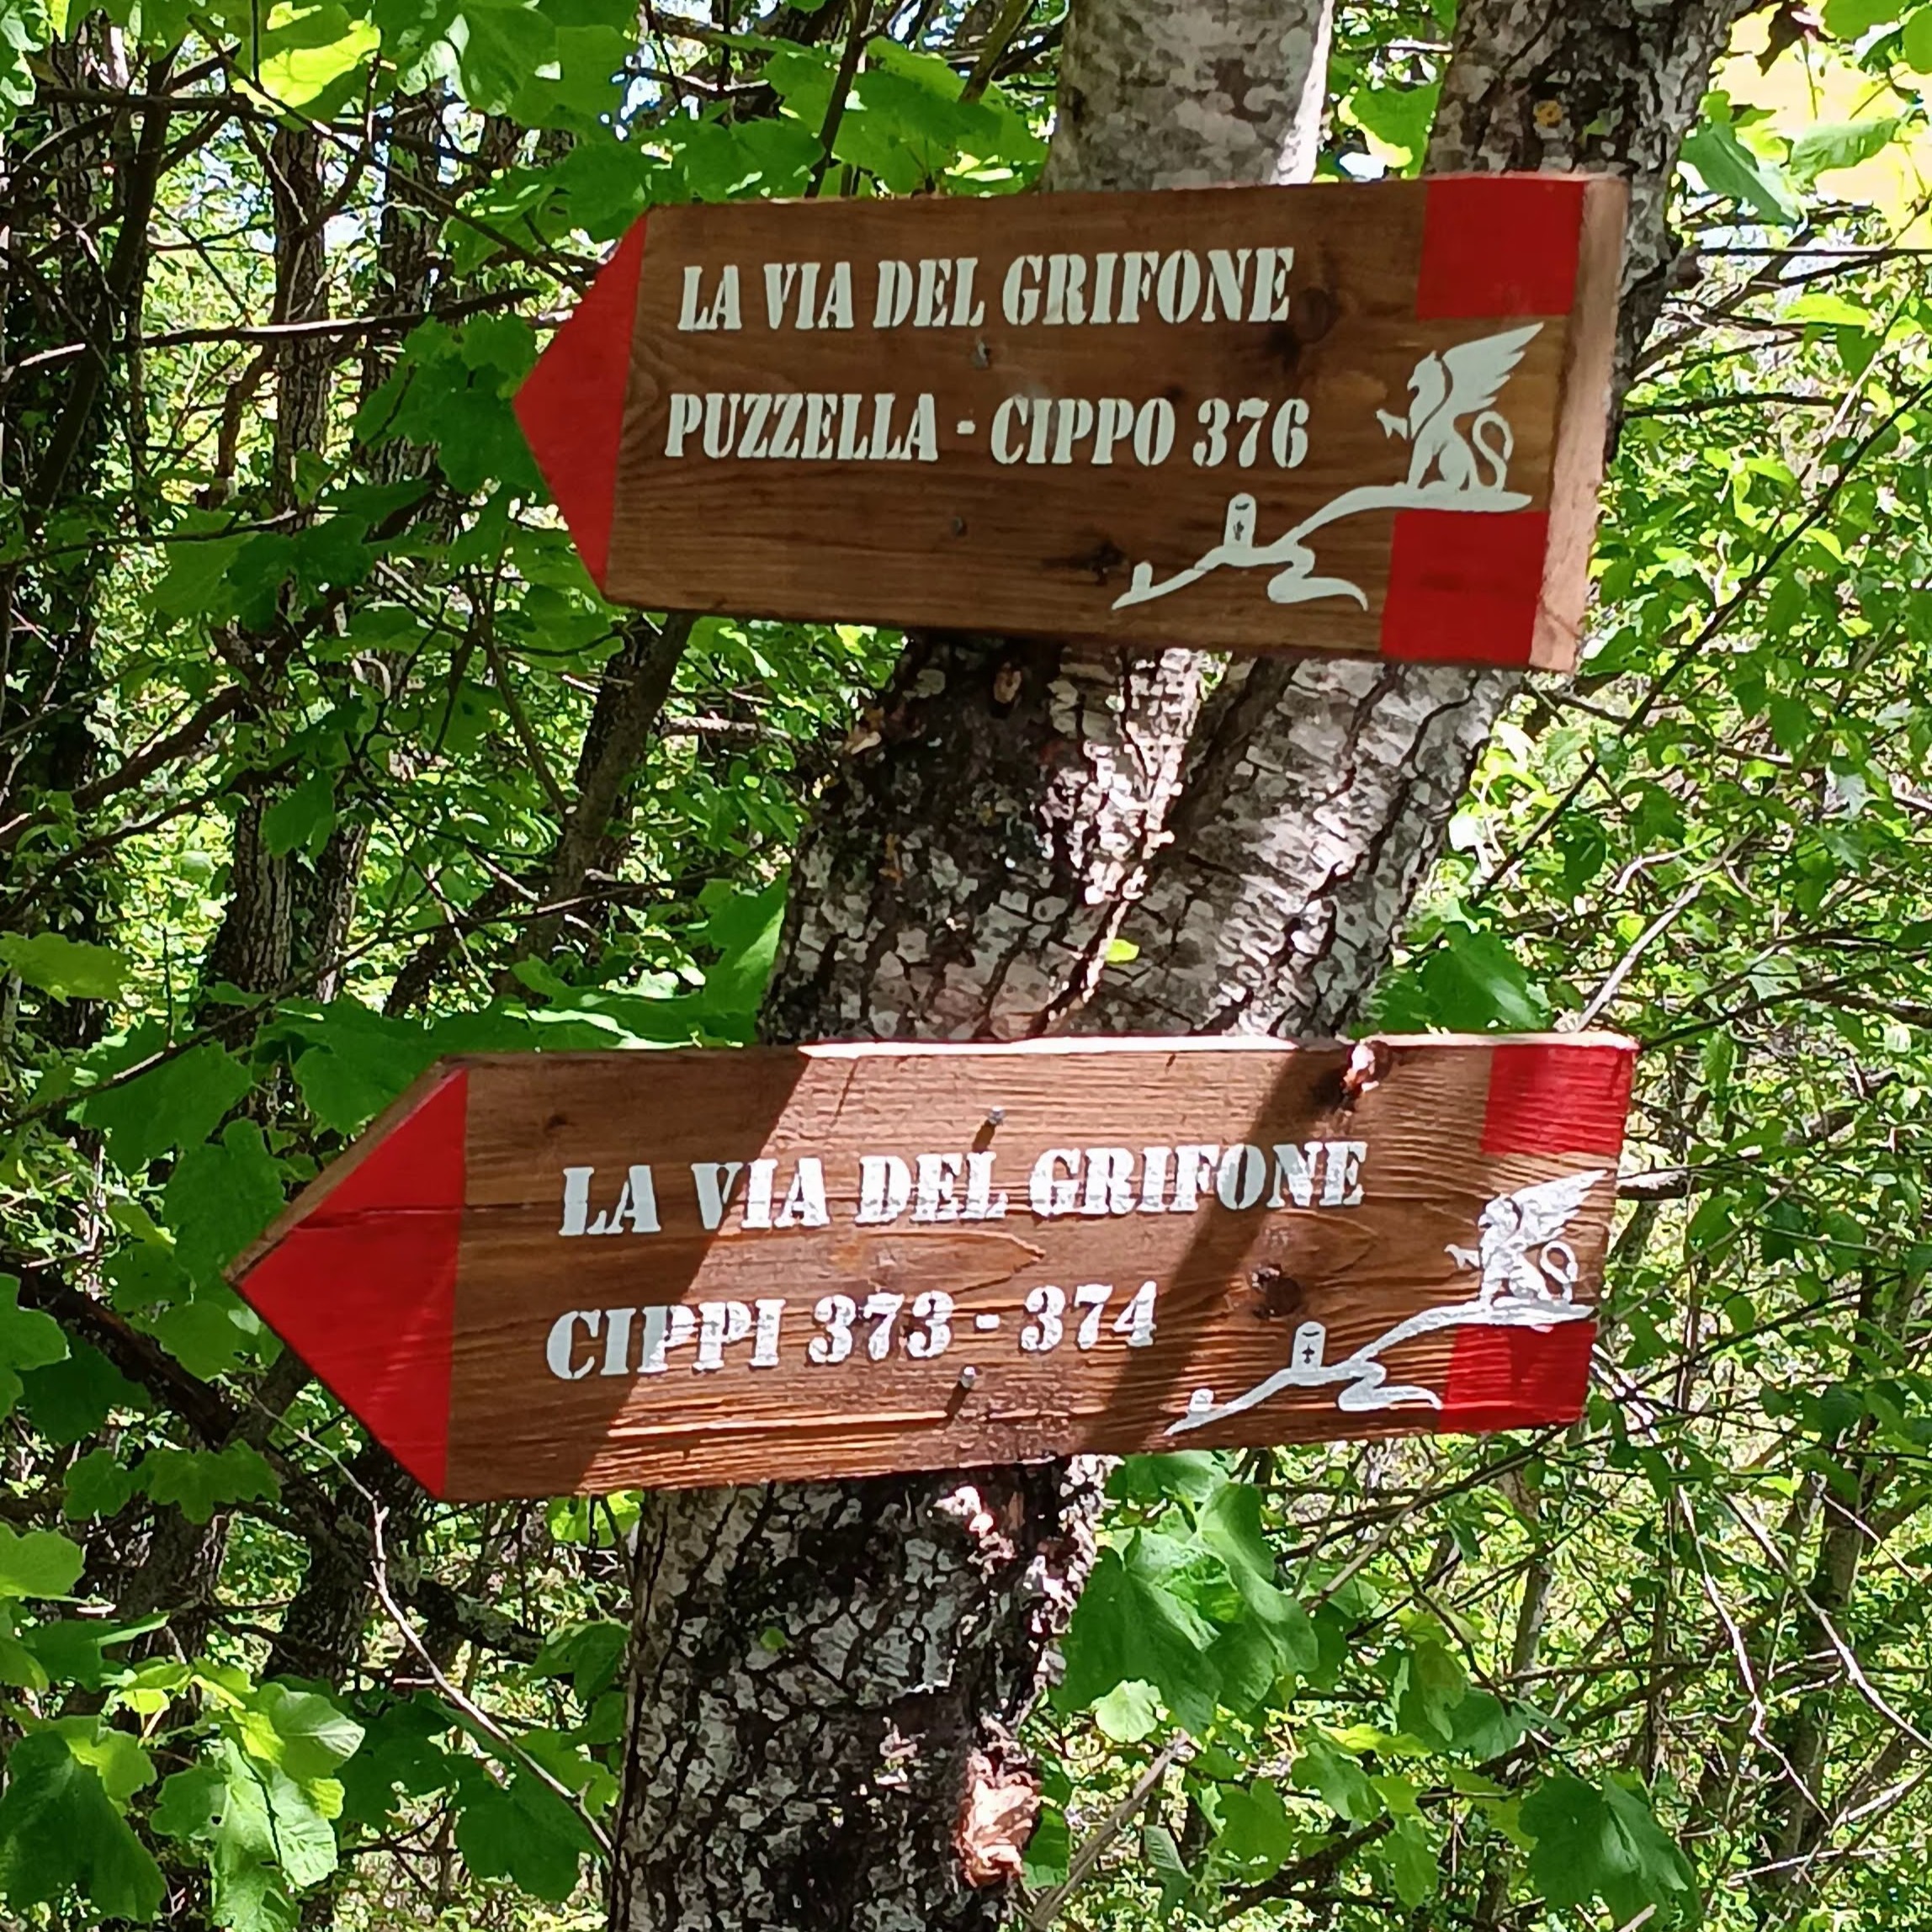 LA VIA DEL GRIFONE
PUZZELLA - CIPPO 376
LA VIA DEL GRIFONE
CIPPI 373 - 374